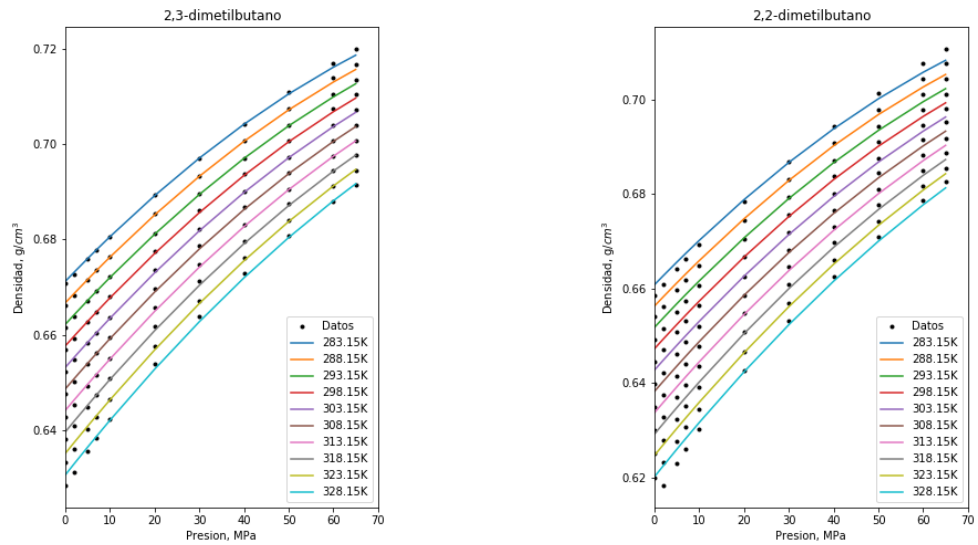 2,3-dimetilbutano
0.72
0.70
0.68
0.66
0.64
Densidad, g/cm³
0 10 20 30 40 50 60 70
Presion, MPa
Datos
283.15K
288.15K
293.15K
298.15K
303.15K
308.15K
313.15K
318.15K
323.15K
328.15K
2,2-dimetilbutano
0.70
0.68
0.66
0.64
0.62
Densidad, g/cm³
0 10 20 30 40 50 60 70
Presion, MPa
Datos
283.15K
288.15K
293.15K
298.15K
303.15K
308.15K
313.15K
318.15K
323.15K
328.15K